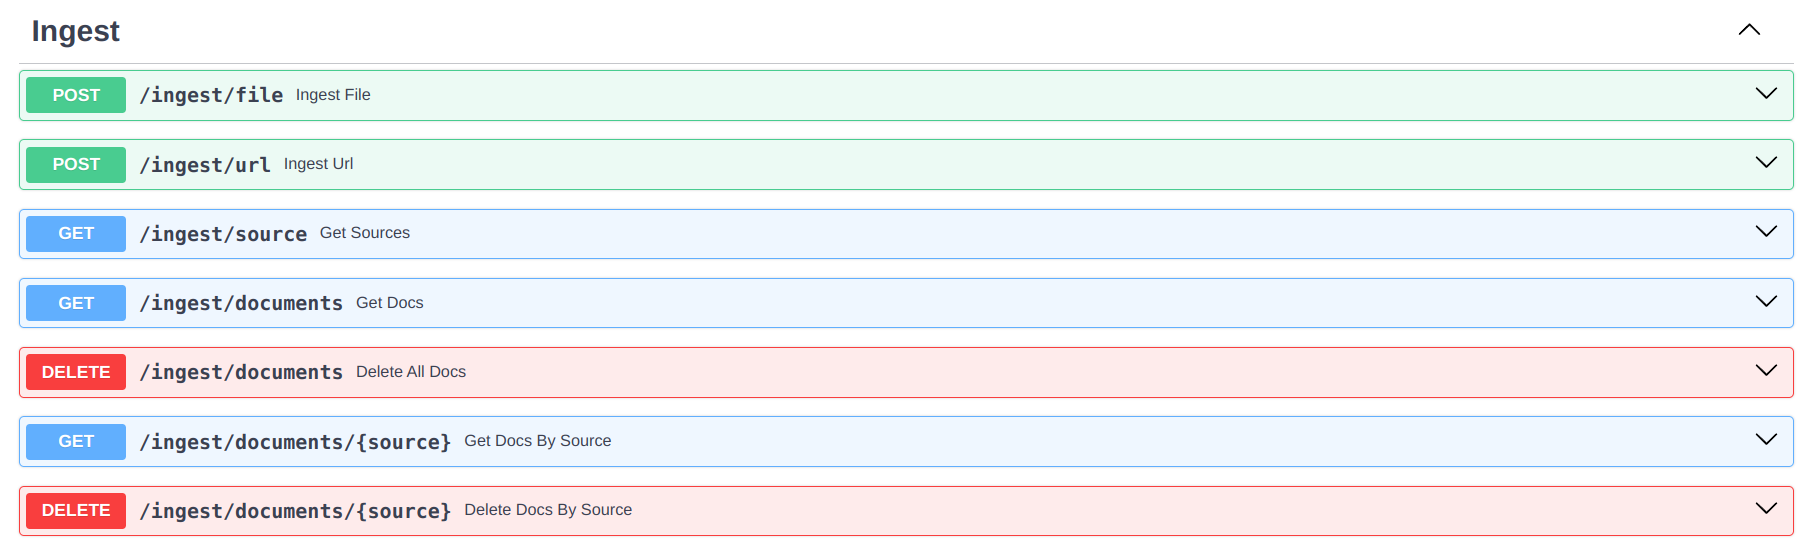 Ingest
POST /ingest/file Ingest File
POST /ingest/url Ingest Url
GET /ingest/source Get Sources
GET /ingest/documents Get Docs
DELETE /ingest/documents Delete All Docs
GET /ingest/documents/{source} Get Docs By Source
DELETE /ingest/documents/{source} Delete Docs By Source